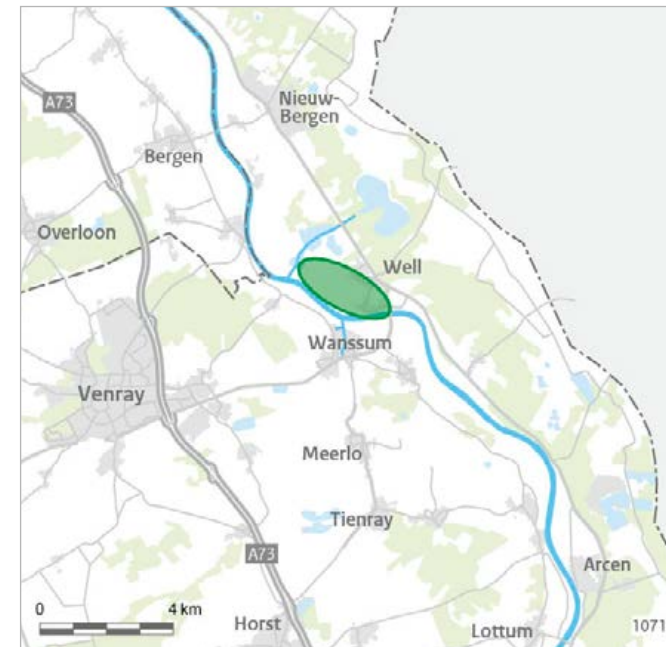 A73
Nieuw-
Bergen
Bergen
Overloon
Well
Wanssum
Venray
Meerlo
Tienray
A73
Arcen
0 4 km
Horst
Lottum
1071